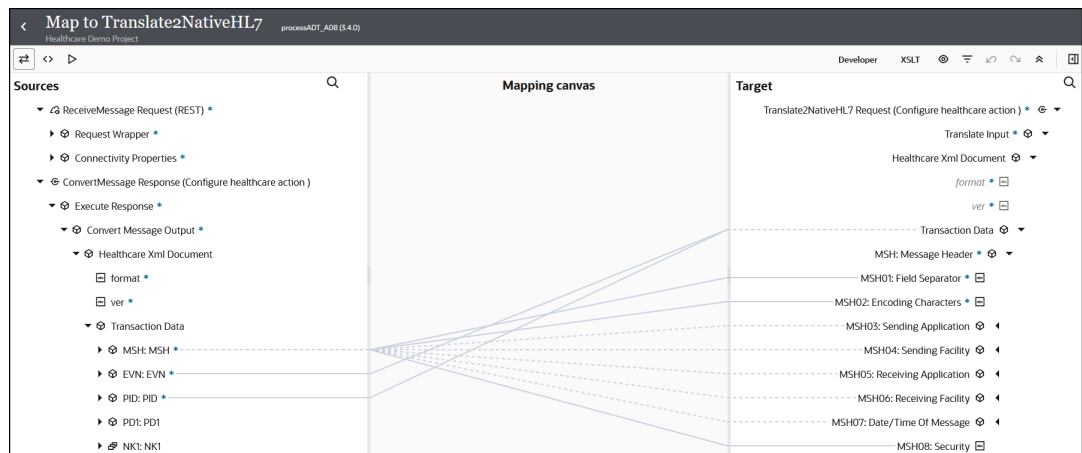 Map to Translate2NativeHL7 processADT_A08 (3.4.0)
Healthcare Demo Project
Developer XSLT
Sources
Mapping canvas
Target
ReceiveMessage Request (REST) *
Request Wrapper *
Connectivity Properties *
ConvertMessage Response (Configure healthcare action )
Execute Response *
Convert Message Output *
Healthcare Xml Document
format *
ver *
Transaction Data
MSH: MSH *
EVN: EVN *
PID: PID *
PD1: PD1
NK1: NK1
Translate2NativeHL7 Request (Configure healthcare action ) *
Translate Input *
Healthcare Xml Document
format *
ver *
Transaction Data
MSH: Message Header *
MSH01: Field Separator *
MSH02: Encoding Characters *
MSH03: Sending Application
MSH04: Sending Facility
MSH05: Receiving Application
MSH06: Receiving Facility
MSH07: Date/Time Of Message
MSH08: Security